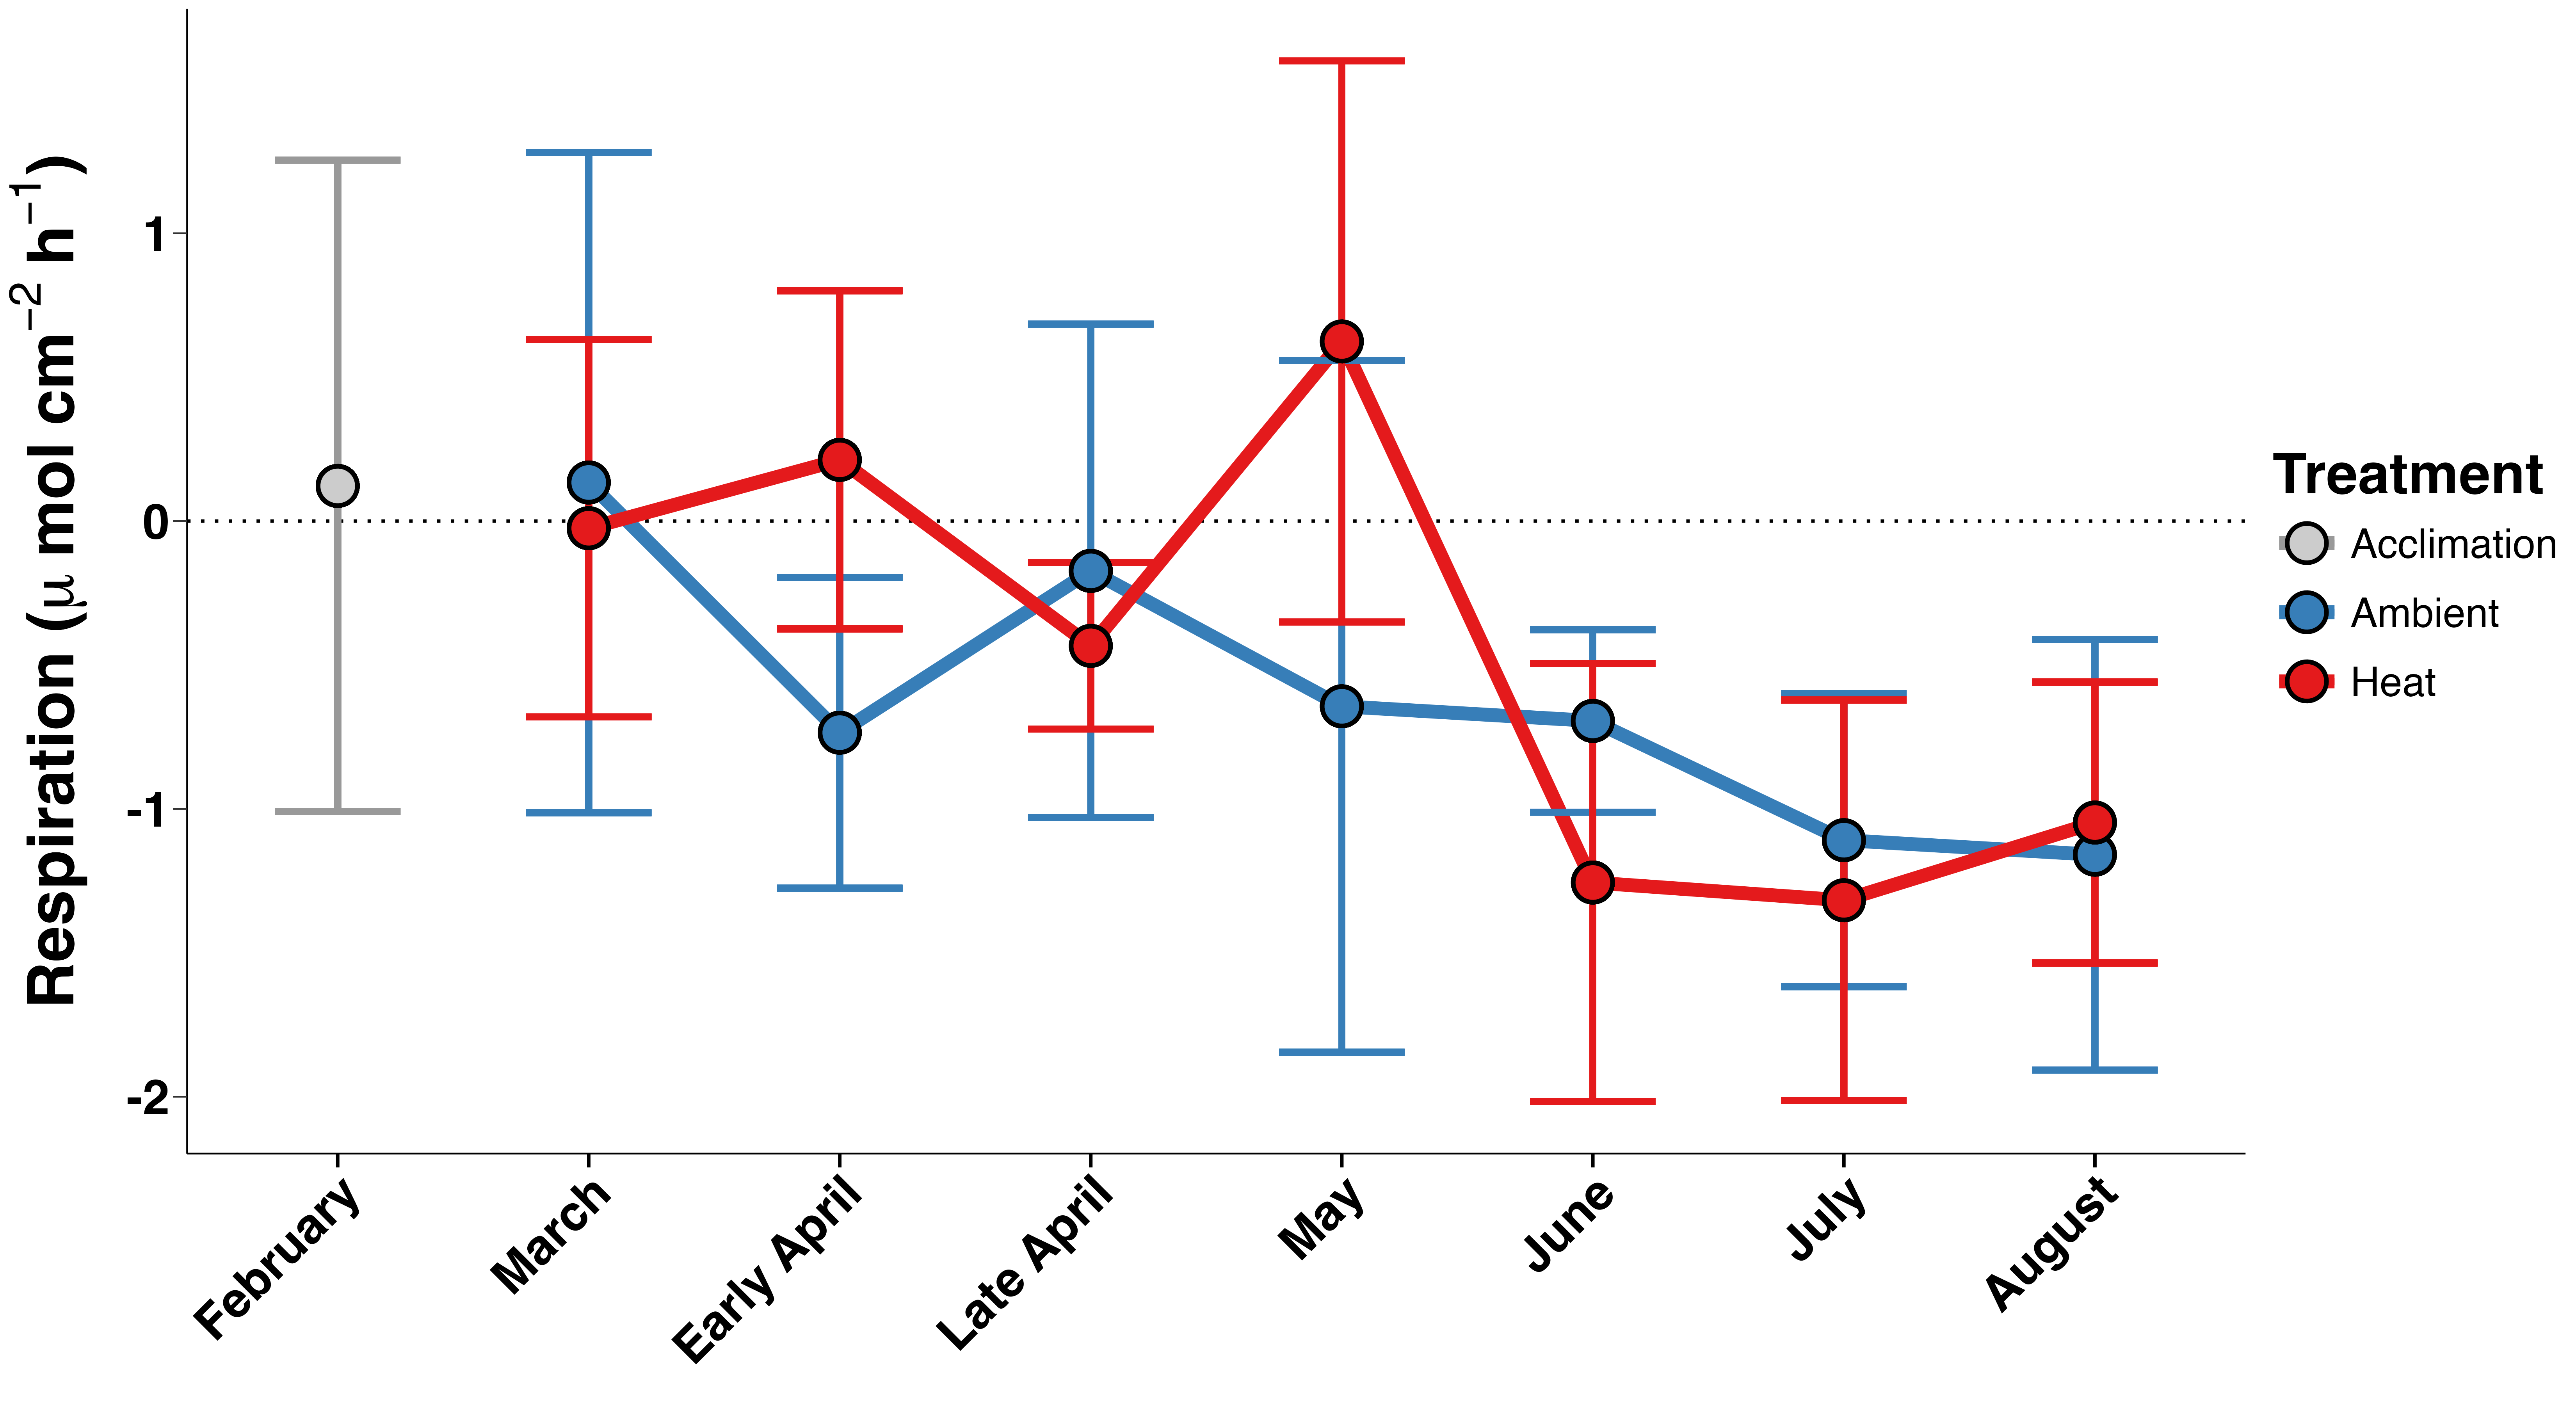 Respiration (μ mol cm⁻² h⁻¹)
1
0
-1
-2
February
March
Early April
Late April
May
June
July
August
Treatment
Acclimation
Ambient
Heat